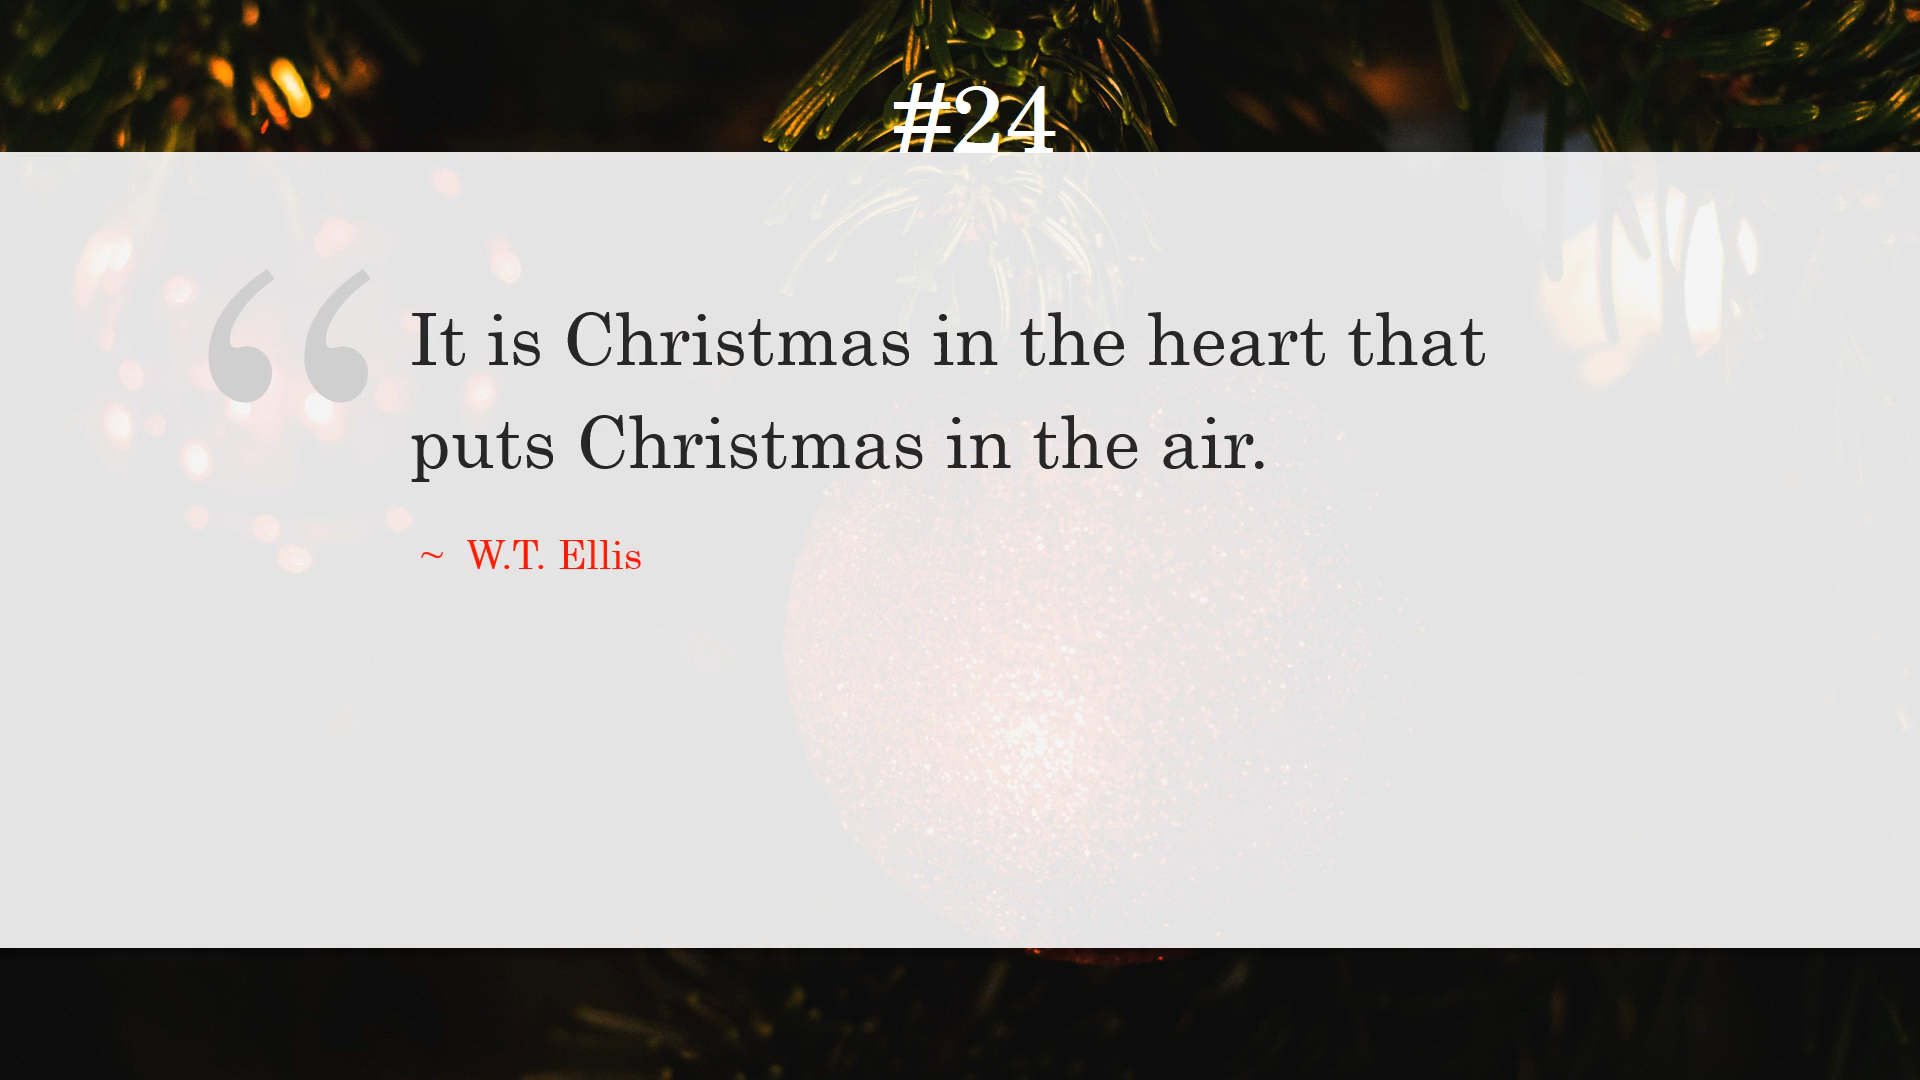 #24
“
It is Christmas in the heart that
puts Christmas in the air.
~ W.T. Ellis